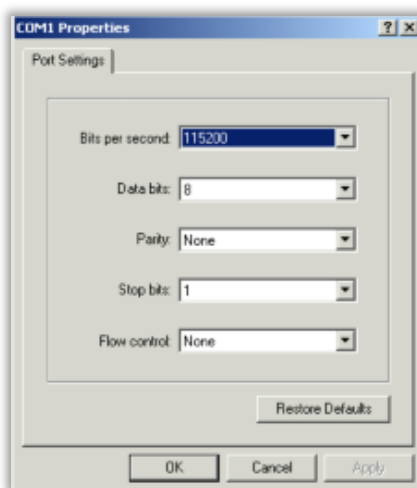 COM1 Properties
Port Settings
Bits per second: 115200
Data bits: 8
Parity: None
Stop bits: 1
Flow control: None
Restore Defaults
OK Cancel Apply